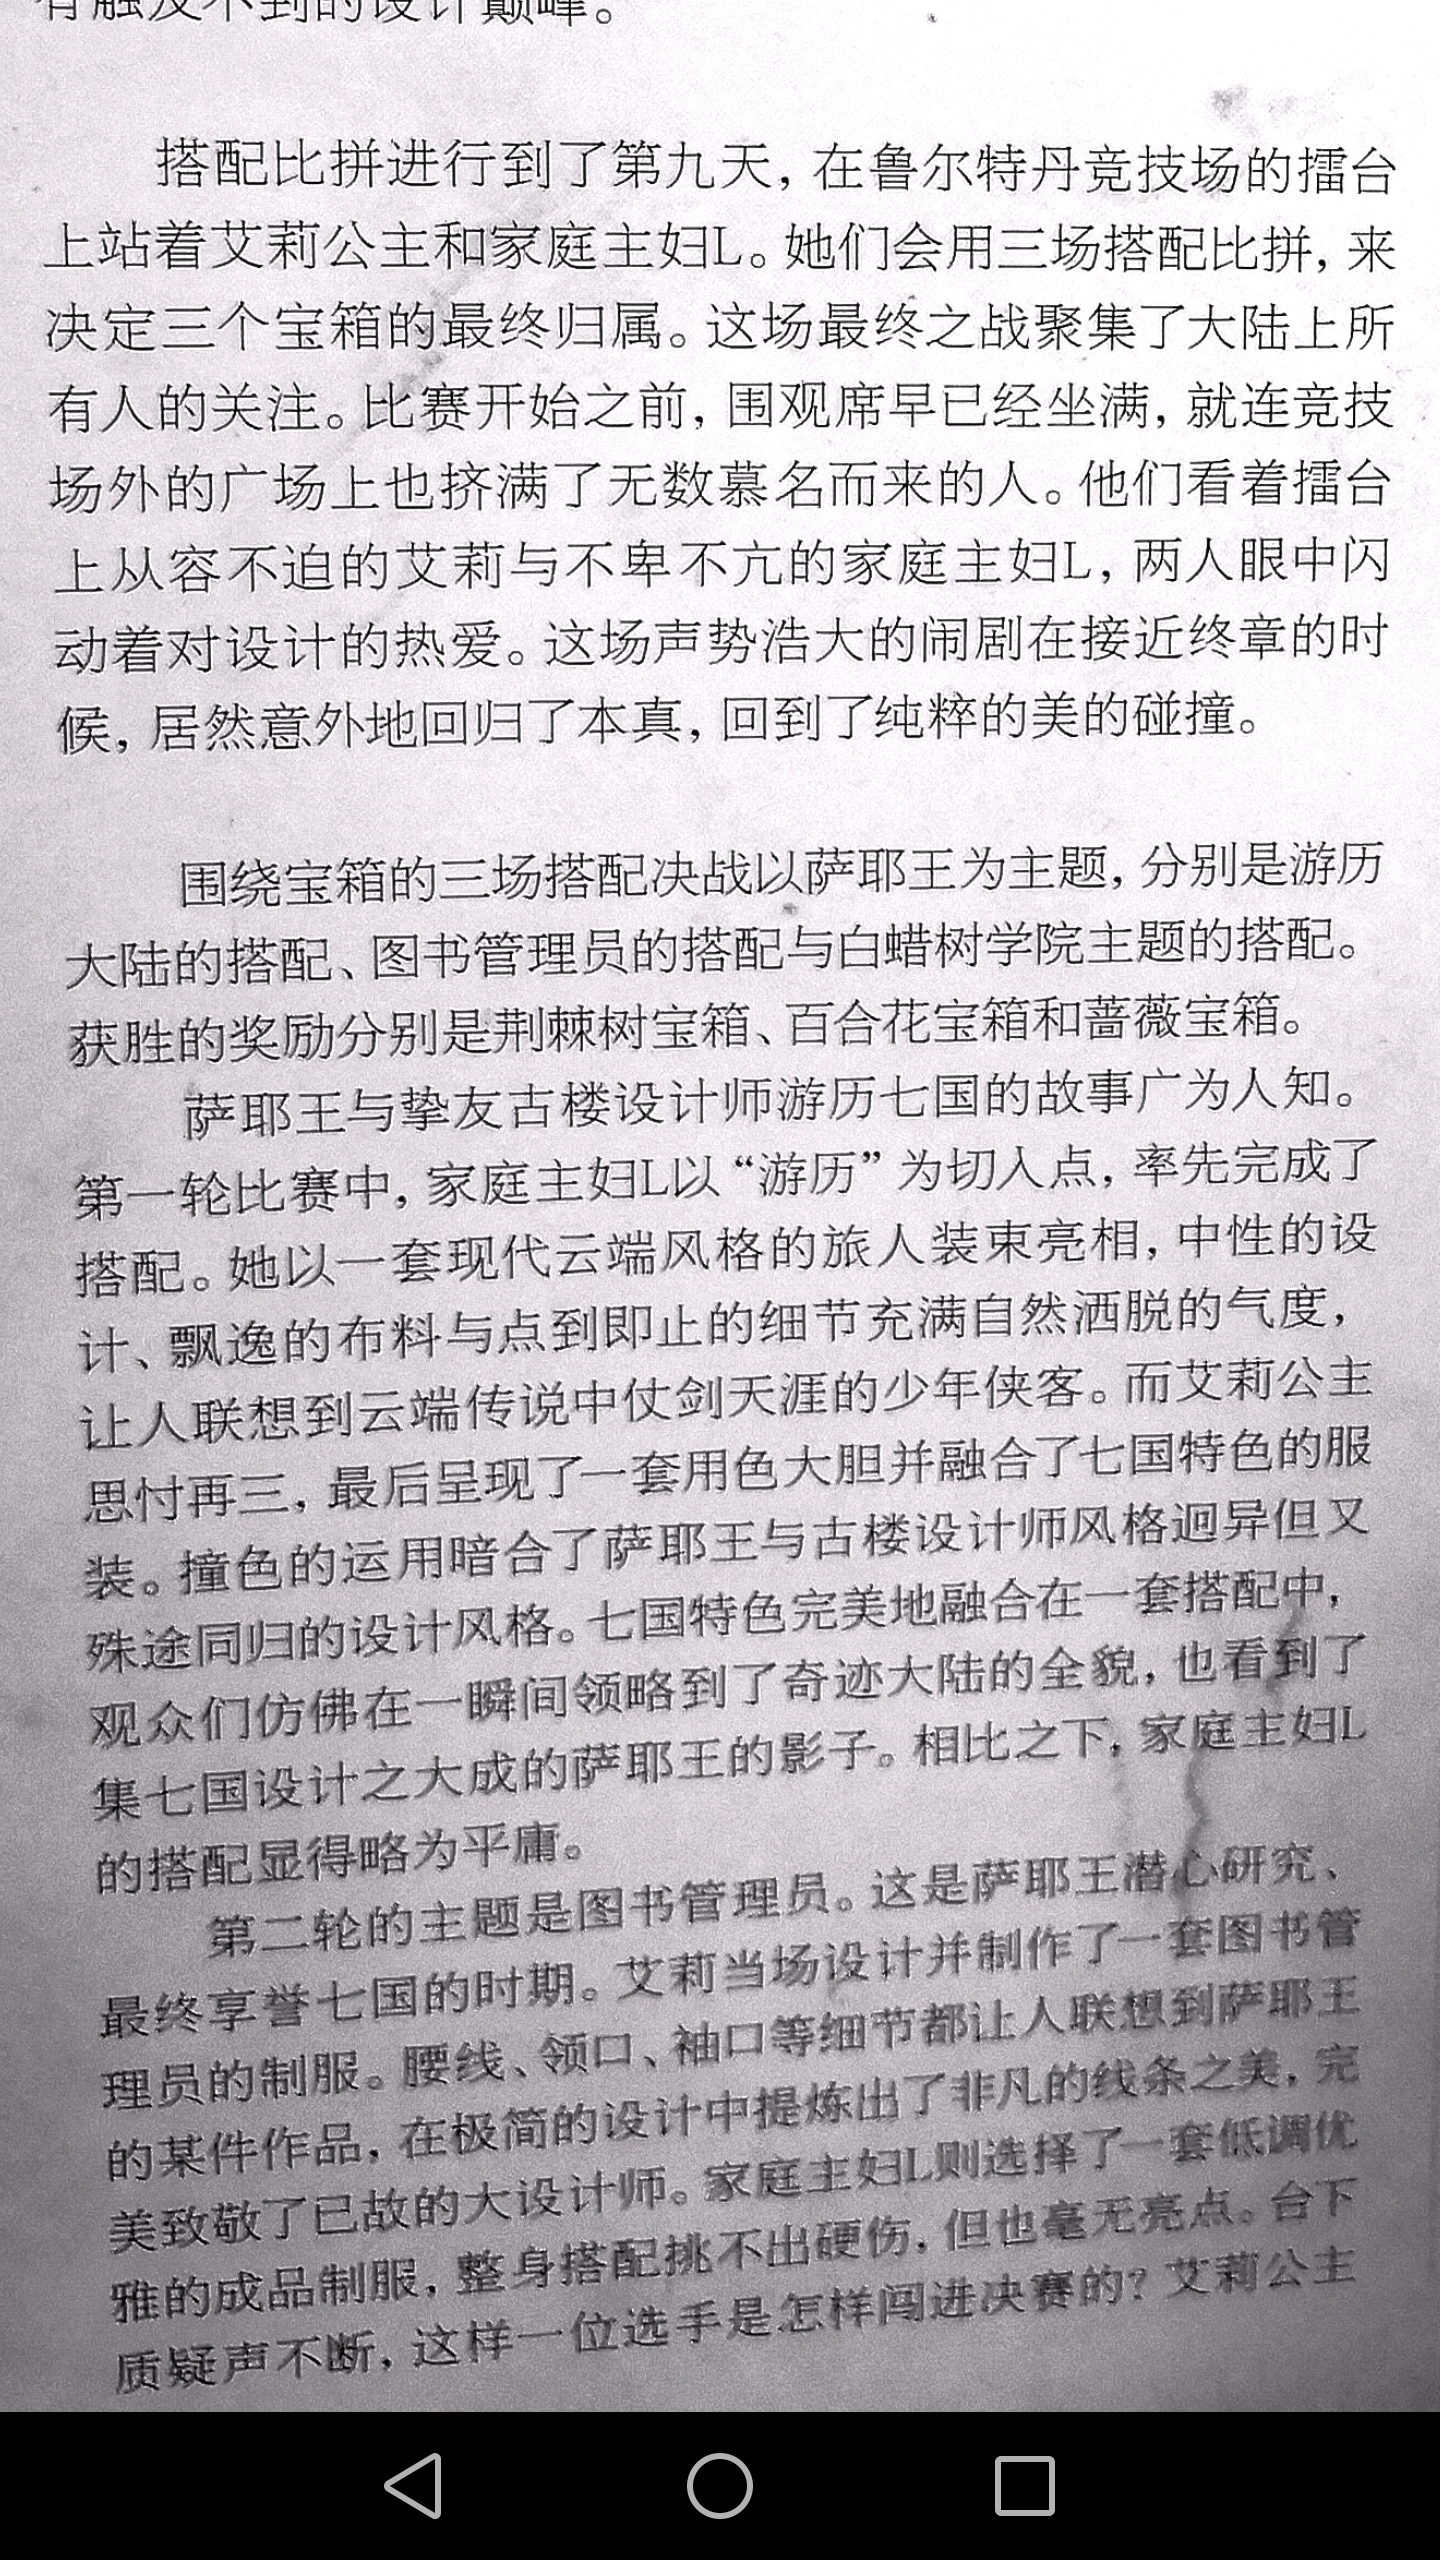 有触及不到的设计巅峰。
搭配比拼进行到了第九天，在鲁尔特丹竞技场的擂台
上站着艾莉公主和家庭主妇L。她们会用三场搭配比拼，来
决定三个宝箱的最终归属。这场最终之战聚集了大陆上所
有人的关注。比赛开始之前，围观席早已经坐满，就连竞技
场外的广场上也挤满了无数慕名而来的人。他们看着擂台
上从容不迫的艾莉与不卑不亢的家庭主妇L，两人眼中闪
动着对设计的热爱。这场声势浩大的闹剧在接近终章的时
候，居然意外地回归了本真，回到了纯粹的美的碰撞。
围绕宝箱的三场搭配决战以萨耶王为主题，分别是游历
大陆的搭配、图书管理员的搭配与白蜡树学院主题的搭配。
获胜的奖励分别是荆棘树宝箱、百合花宝箱和蔷薇宝箱。
萨耶王与挚友古楼设计师游历七国的故事广为人知。
第一轮比赛中，家庭主妇L以“游历”为切入点，率先完成了
搭配。她以一套现代云端风格的旅人装束亮相，中性的设
计、飘逸的布料与点到即止的细节充满自然洒脱的气度，
让人联想到云端传说中仗剑天涯的少年侠客。而艾莉公主
思忖再三，最后呈现了一套用色大胆并融合了七国特色的服
装。撞色的运用暗合了萨耶王与古楼设计师风格迥异但又
殊途同归的设计风格。七国特色完美地融合在一套搭配中，
观众们仿佛在一瞬间领略到了奇迹大陆的全貌，也看到了
集七国设计之大成的萨耶王的影子。相比之下，家庭主妇L
的搭配显得略为平庸。
第二轮的主题是图书管理员。这是萨耶王潜心研究、
最终享誉七国的时期。艾莉当场设计并制作了一套图书管
理员的制服。腰线、领口、袖口等细节都让人联想到萨耶王
的某件作品，在极简的设计中提炼出了非凡的线条之美，完
美致敬了已故的大设计师。家庭主妇L则选择了一套低调优
雅的成品制服，整身搭配挑不出硬伤，但也毫无亮点。台下
质疑声不断，这样一位选手是怎样闯进决赛的？艾莉公主